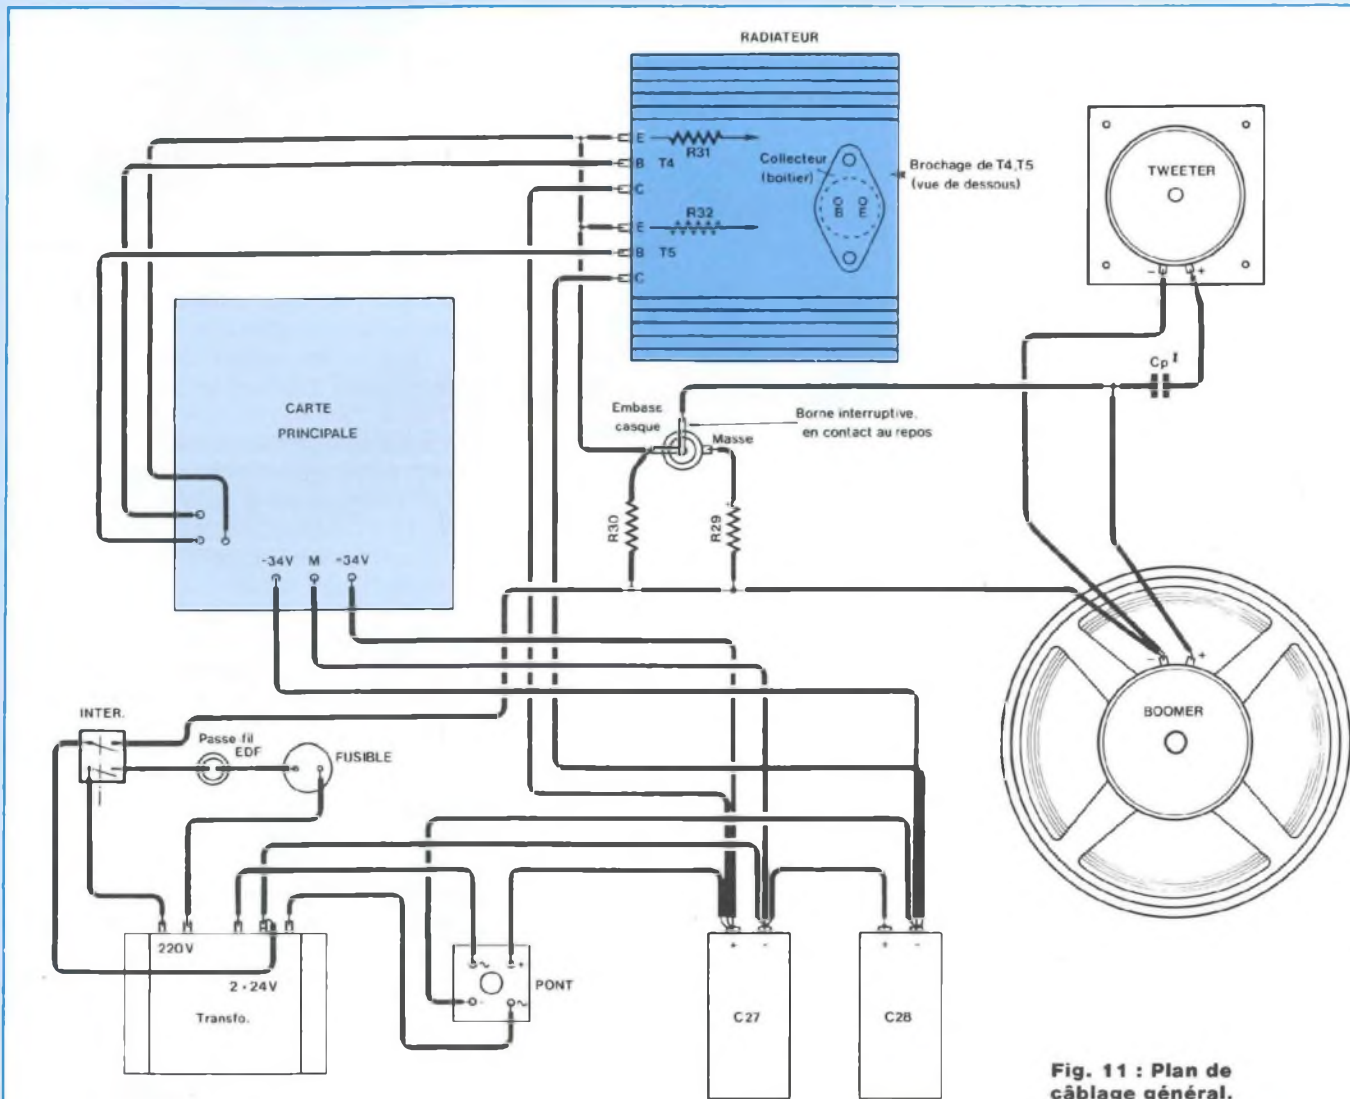 RADIATEUR
E
R31
B T4
C
E
R32
B T5
C
Collecteur
(boîtier)
B E
Brochage de T4,T5
(vue de dessous)
TWEETER
- +
Cp
CARTE
PRINCIPALE
-34V M -34V
Embase
casque
Masse
Borne interruptive,
en contact au repos
R30
R29
- +
BOOMER
INTER.
Passe fil
EDF
FUSIBLE
220V
2 · 24V
Transfo.
~ +
- ~
PONT
+ -
C27
+ -
C28
Fig. 11 : Plan de
câblage général.